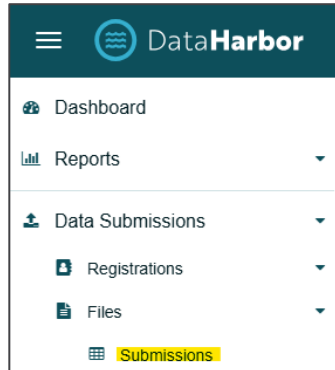 DataHarbor
Dashboard
Reports
Data Submissions
Registrations
Files
Submissions